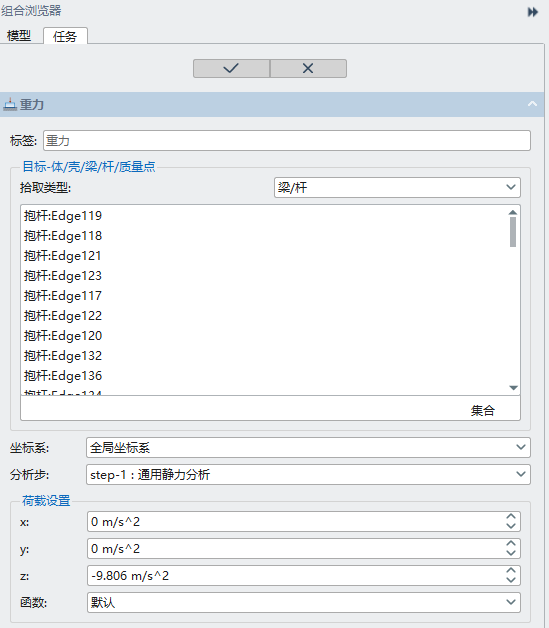 组合浏览器
模型 任务
重力
标签: 重力
目标-体/壳/梁/杆/质量点
拾取类型: 梁/杆
抱杆:Edge119
抱杆:Edge118
抱杆:Edge121
抱杆:Edge123
抱杆:Edge117
抱杆:Edge122
抱杆:Edge120
抱杆:Edge132
抱杆:Edge136
抱杆:Edge134
集合
坐标系: 全局坐标系
分析步: step-1 : 通用静力分析
荷载设置
x: 0 m/s^2
y: 0 m/s^2
z: -9.806 m/s^2
函数: 默认